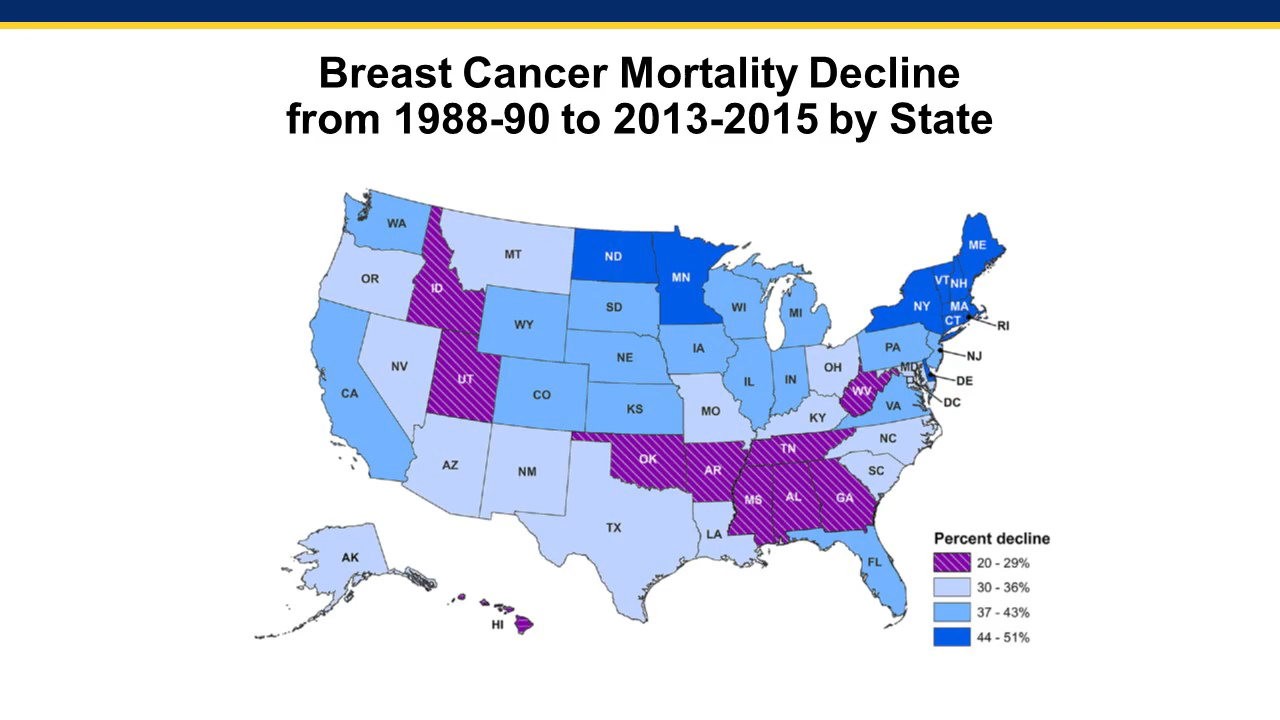 Breast Cancer Mortality Decline
from 1988-90 to 2013-2015 by State
WA
MT
ND
MN
ME
OR
ID
VT
NH
WY
SD
WI
MI
NY
MA
CT
RI
NV
UT
CO
NE
IA
IL
IN
OH
PA
NJ
MD
DE
CA
KS
MO
KY
WV
VA
DC
AZ
NM
OK
AR
TN
NC
SC
MS
AL
GA
TX
LA
FL
AK
HI
Percent decline
20 - 29%
30 - 36%
37 - 43%
44 - 51%